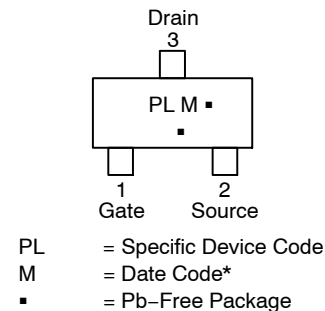 Drain
3
PL M ▪
▪
1 2
Gate Source
PL = Specific Device Code
M = Date Code*
▪ = Pb−Free Package